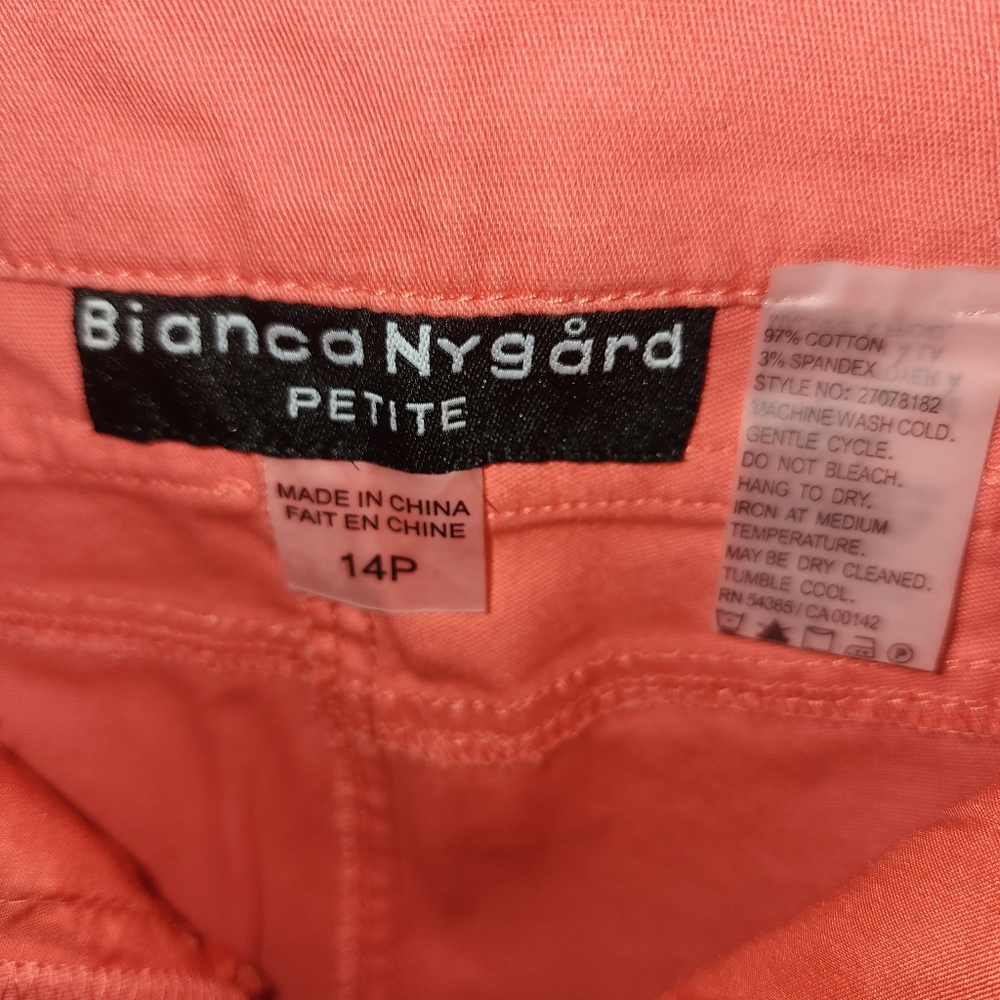 Bianca Nygård
PETITE
MADE IN CHINA
FAIT EN CHINE
14P
97% COTTON
3% SPANDEX
STYLE NO: 27078182
MACHINE WASH COLD.
GENTLE CYCLE.
DO NOT BLEACH.
HANG TO DRY.
IRON AT MEDIUM
TEMPERATURE.
MAY BE DRY CLEANED.
TUMBLE COOL.
RN 54365 / CA 00142
P